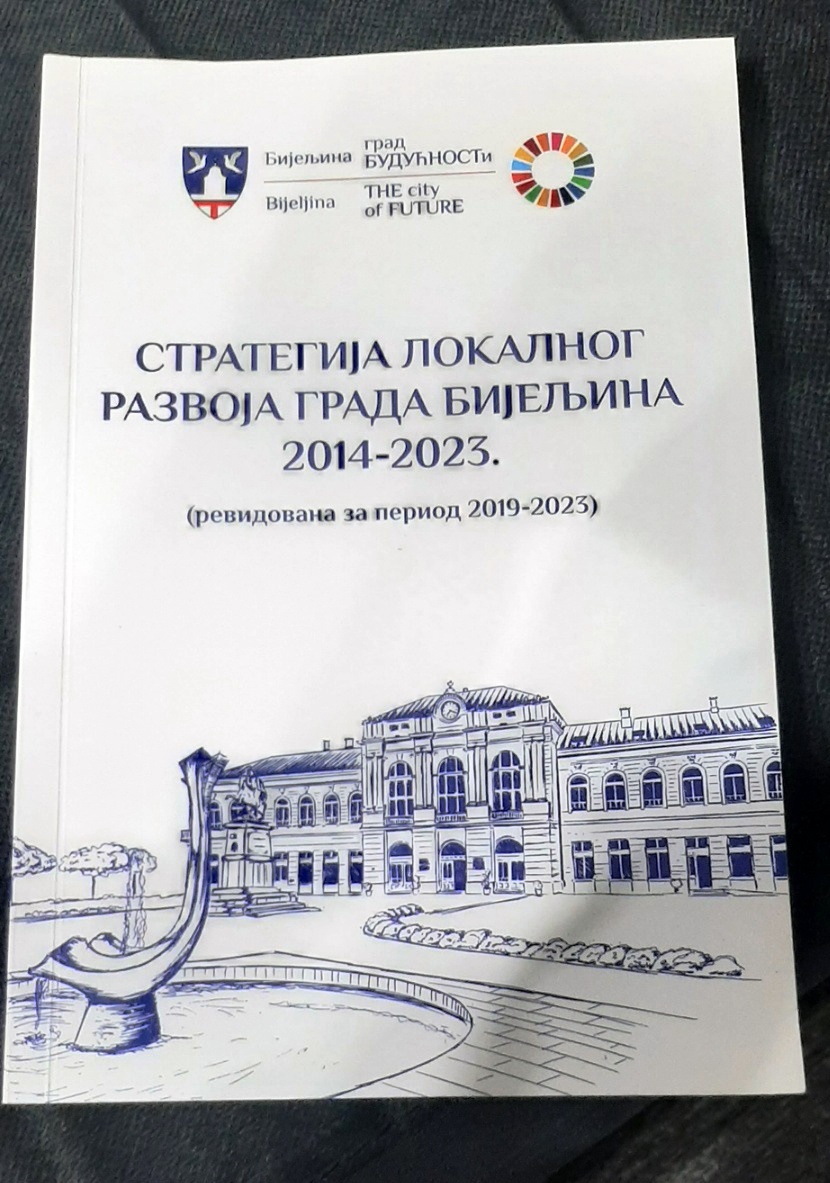 Бијељина град
БУДУЋНОСТи
Bijeljina THE city
of FUTURE
СТРАТЕГИЈА ЛОКАЛНОГ
РАЗВОЈА ГРАДА БИЈЕЉИНА
2014-2023.
(ревидована за период 2019-2023)